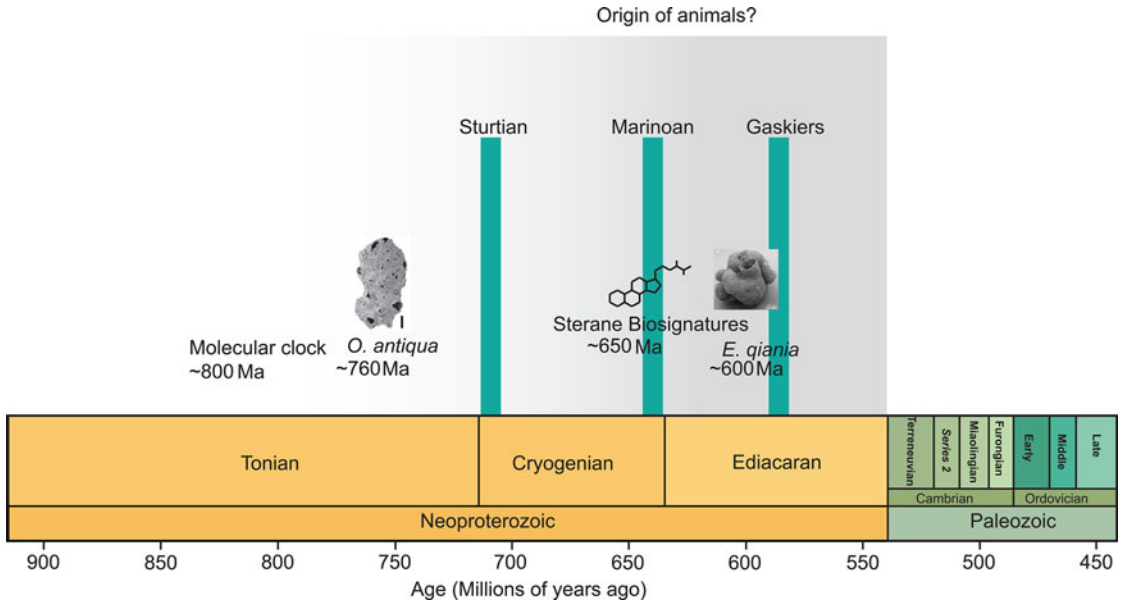 Origin of animals?
Sturtian
Marinoan
Gaskiers
Molecular clock
~800 Ma
O. antiqua
~760 Ma
Sterane Biosignatures
~650 Ma
E. qiania
~600 Ma
Tonian
Cryogenian
Ediacaran
Terreneuvian
Series 2
Miaolingian
Furongian
Early
Middle
Late
Cambrian
Ordovician
Neoproterozoic
Paleozoic
900 850 800 750 700 650 600 550 500 450
Age (Millions of years ago)